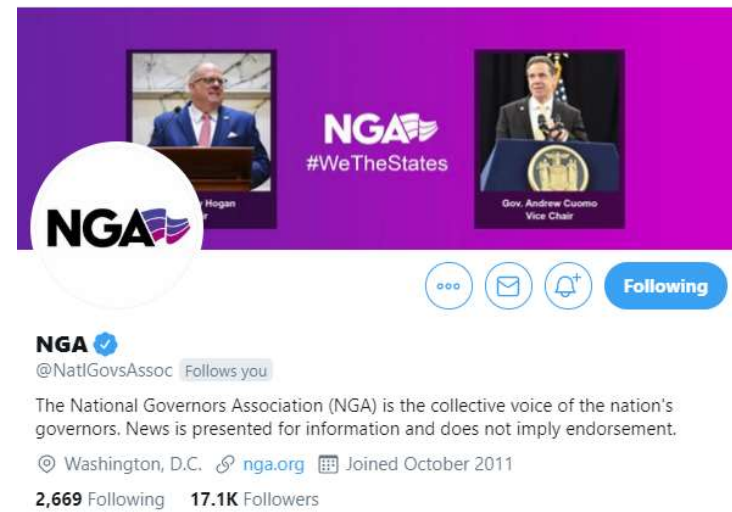 NGA
#WeTheStates
Hogan
Gov. Andrew Cuomo
Vice Chair
NGA
Following
NGA
@NatlGovsAssoc Follows you
The National Governors Association (NGA) is the collective voice of the nation's
governors. News is presented for information and does not imply endorsement.
Washington, D.C. nga.org Joined October 2011
2,669 Following 17.1K Followers